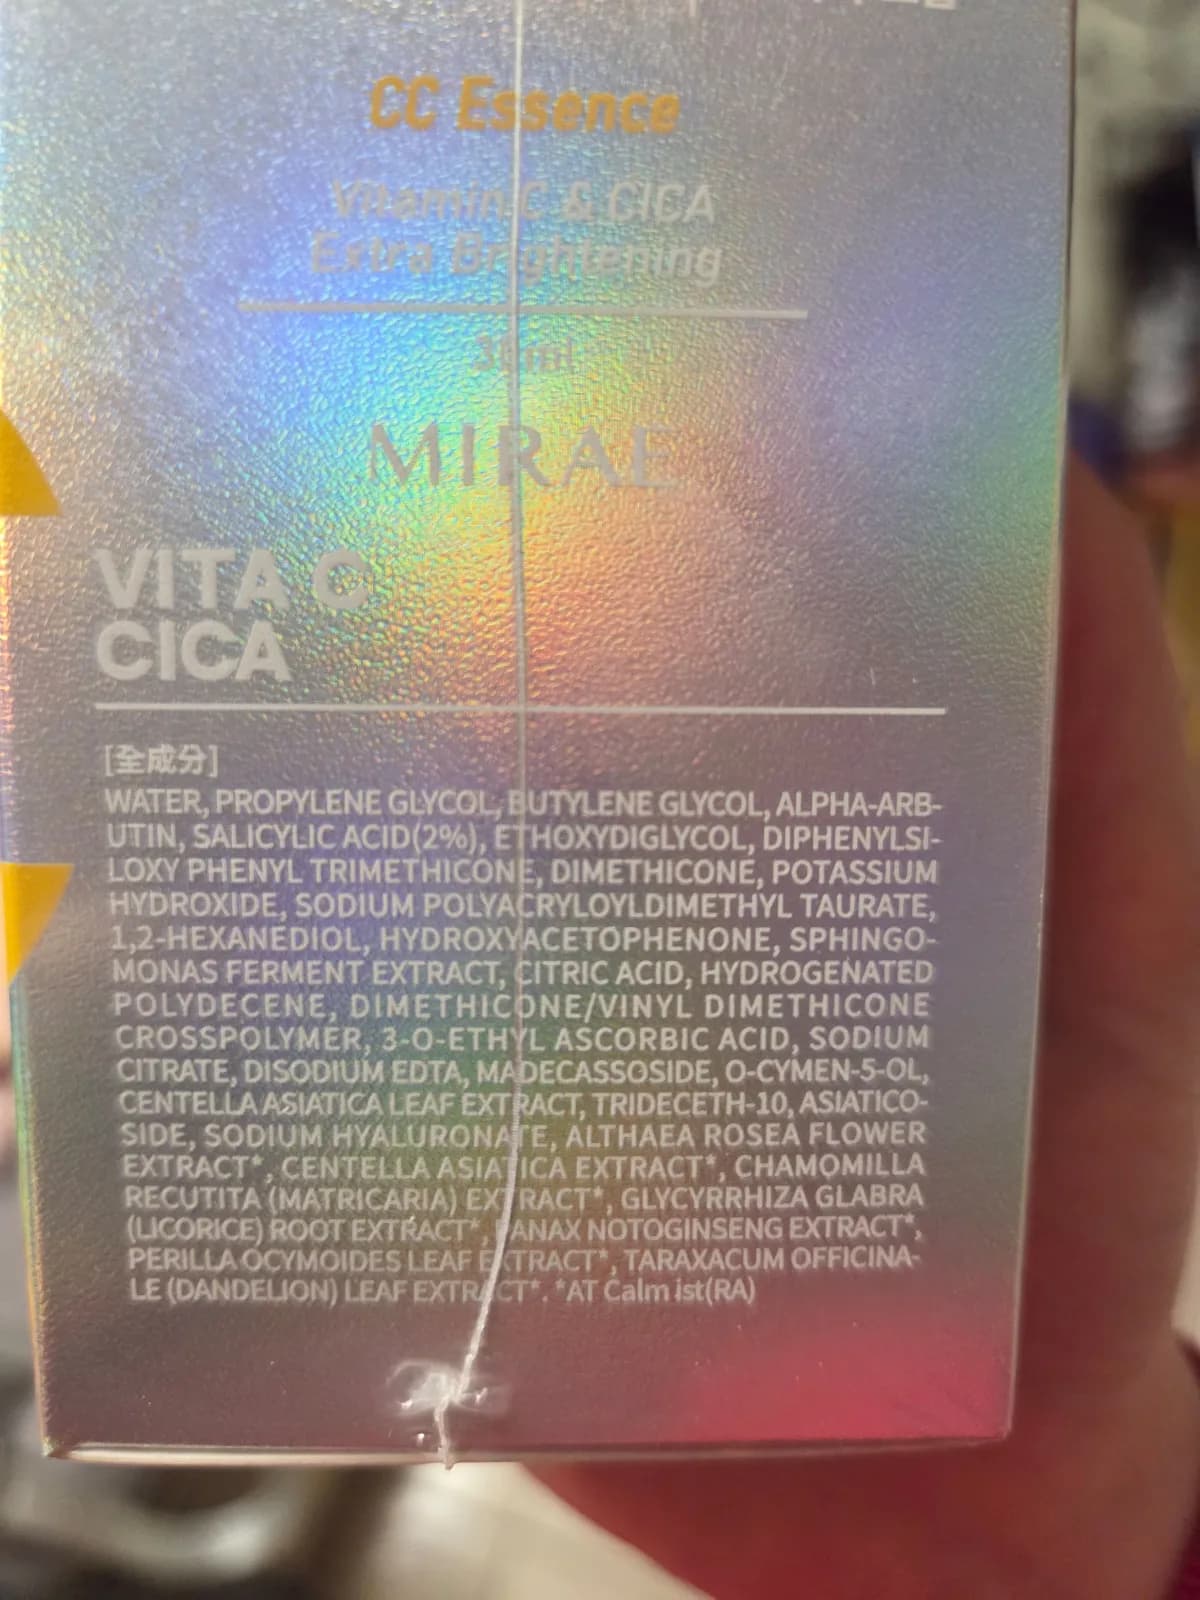 CC Essence
Vitamin C & CICA
Extra Brightening
30ml
MIRAE
VITA C
CICA
[全成分]
WATER, PROPYLENE GLYCOL, BUTYLENE GLYCOL, ALPHA-ARB-
UTIN, SALICYLIC ACID(2%), ETHOXYDIGLYCOL, DIPHENYLSI-
LOXY PHENYL TRIMETHICONE, DIMETHICONE, POTASSIUM
HYDROXIDE, SODIUM POLYACRYLOYLDIMETHYL TAURATE,
1,2-HEXANEDIOL, HYDROXYACETOPHENONE, SPHINGO-
MONAS FERMENT EXTRACT, CITRIC ACID, HYDROGENATED
POLYDECENE, DIMETHICONE/VINYL DIMETHICONE
CROSSPOLYMER, 3-O-ETHYL ASCORBIC ACID, SODIUM
CITRATE, DISODIUM EDTA, MADECASSOSIDE, O-CYMEN-5-OL,
CENTELLA ASIATICA LEAF EXTRACT, TRIDECETH-10, ASIATICO-
SIDE, SODIUM HYALURONATE, ALTHAEA ROSEA FLOWER
EXTRACT*, CENTELLA ASIATICA EXTRACT*, CHAMOMILLA
RECUTITA (MATRICARIA) EXTRACT*, GLYCYRRHIZA GLABRA
(LICORICE) ROOT EXTRACT*, PANAX NOTOGINSENG EXTRACT*,
PERILLA OCYMOIDES LEAF EXTRACT*, TARAXACUM OFFICINA-
LE (DANDELION) LEAF EXTRACT*. *AT Calm ist(RA)